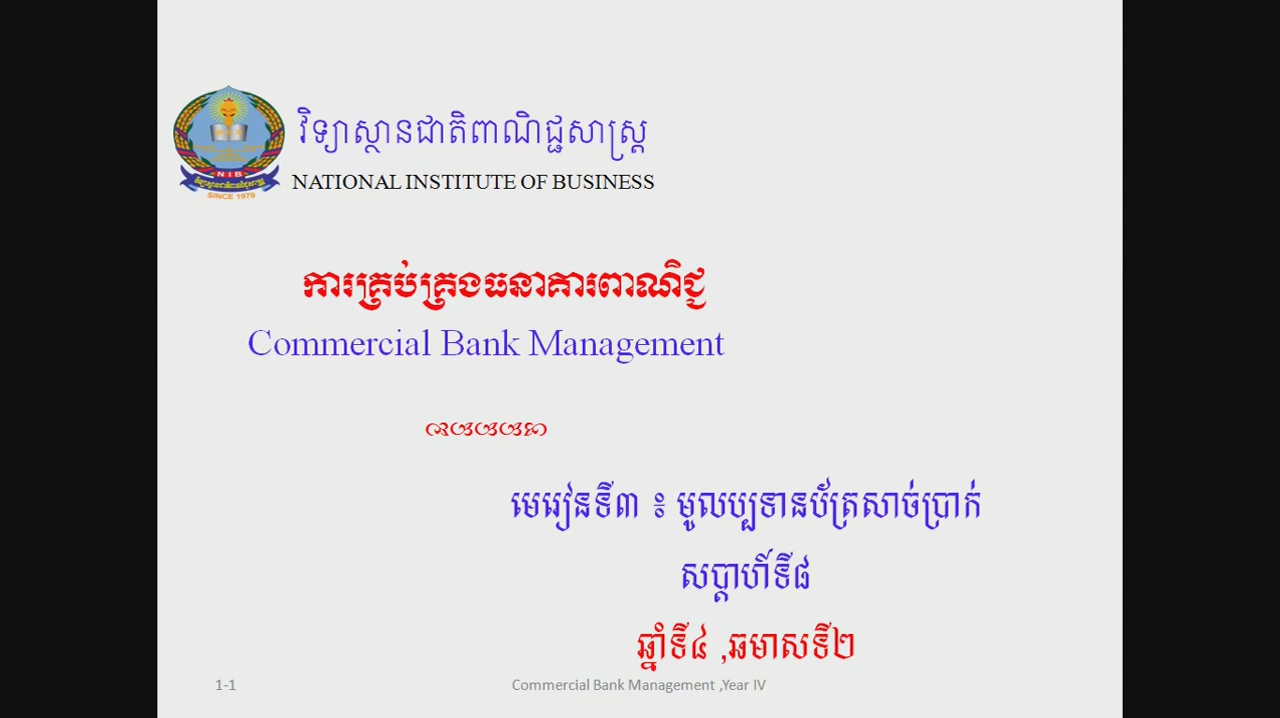 វិទ្យាស្ថានជាតិពាណិជ្ជសាស្ត្រ
NATIONAL INSTITUTE OF BUSINESS
NIB
SINCE 1979
ការគ្រប់គ្រងធនាគារពាណិជ្ជ
Commercial Bank Management
មេរៀនទី៣ ៖ មូលប្បទានប័ត្រសាច់ប្រាក់
សប្តាហ៍ទី៨
ឆ្នាំទី៤ ,ឆមាសទី២
1-1
Commercial Bank Management ,Year IV